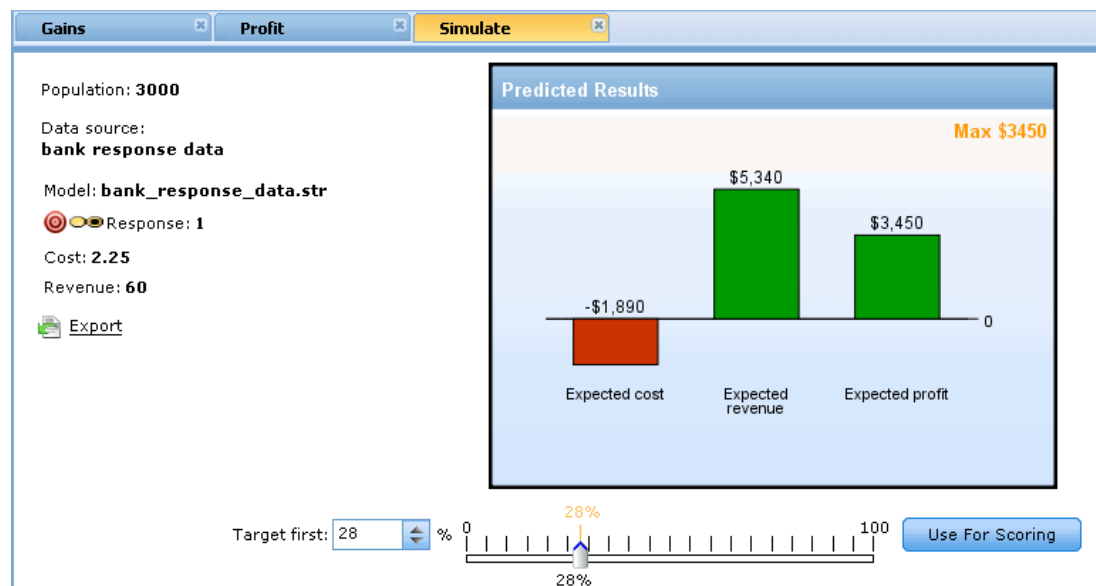 Gains
Profit
Simulate
Population: 3000
Data source:
bank response data
Model: bank_response_data.str
Response: 1
Cost: 2.25
Revenue: 60
Export
Predicted Results
Max $3450
$5,340
$3,450
-$1,890
0
Expected cost
Expected
revenue
Expected profit
Target first: 28 %
0
28%
100
28%
Use For Scoring